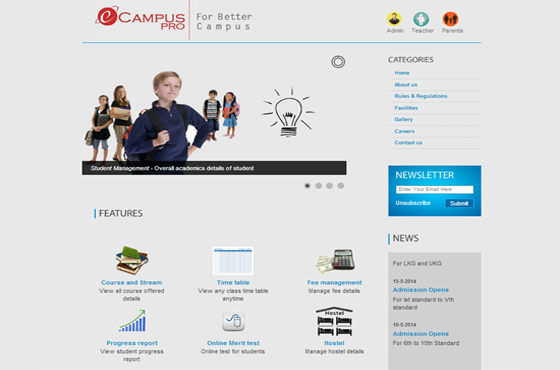 e CAMPUS
PRO
For Better
Campus
Admin
Teacher
Parents
CATEGORIES
Home
About us
Rules & Regulations
Facilities
Gallery
Careers
Contact us
Student Management - Overall academics details of student
NEWSLETTER
Enter Your Email Here
Unsubscribe
Submit
FEATURES
Course and Stream
View all course offered
details
Time table
View any class time table
anytime
Fee management
Manage fee details
Progress report
View student progress
report
Online Merit test
Online test for students
Hostel
Hostel
Manage hostel details
NEWS
For LKG and UKG
15-5-2014
Admission Opens
For Ist standard to Vth
standard
10-5-2014
Admission Opens
For 6th to 10th Standard